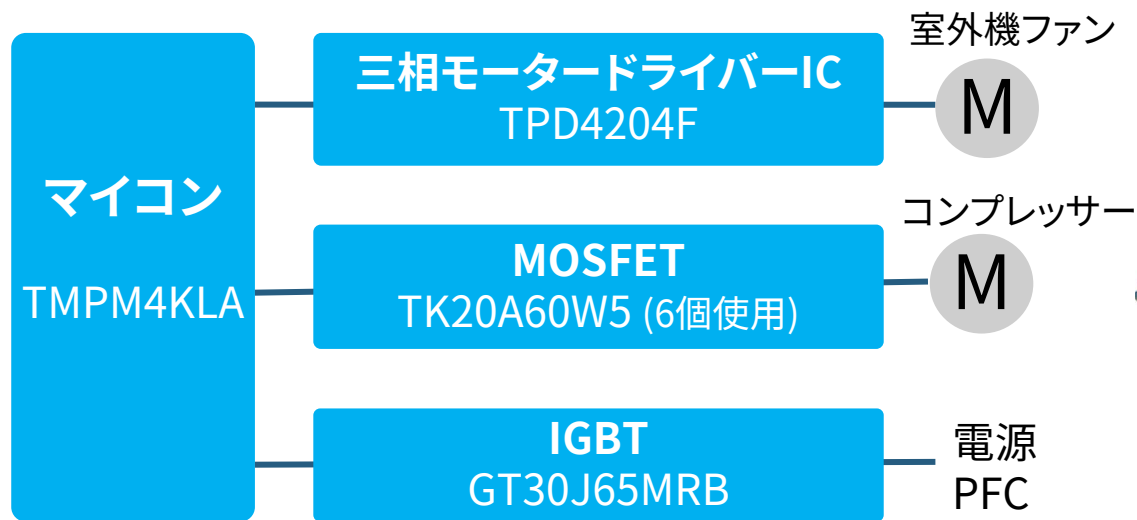 マイコン
TMPM4KLA
三相モータードライバーIC
TPD4204F
室外機ファン
M
MOSFET
TK20A60W5 (6個使用)
コンプレッサー
M
IGBT
GT30J65MRB
電源
PFC